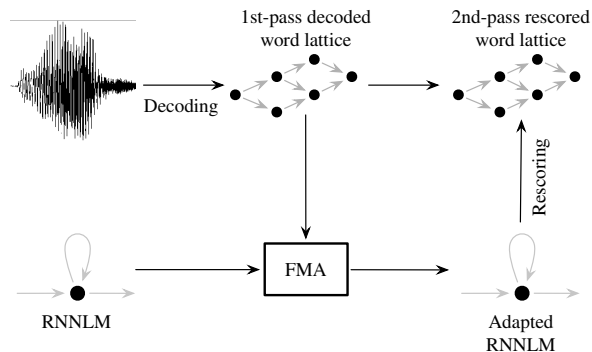 1st-pass decoded
word lattice
2nd-pass rescored
word lattice
Decoding
Rescoring
FMA
RNNLM
Adapted
RNNLM